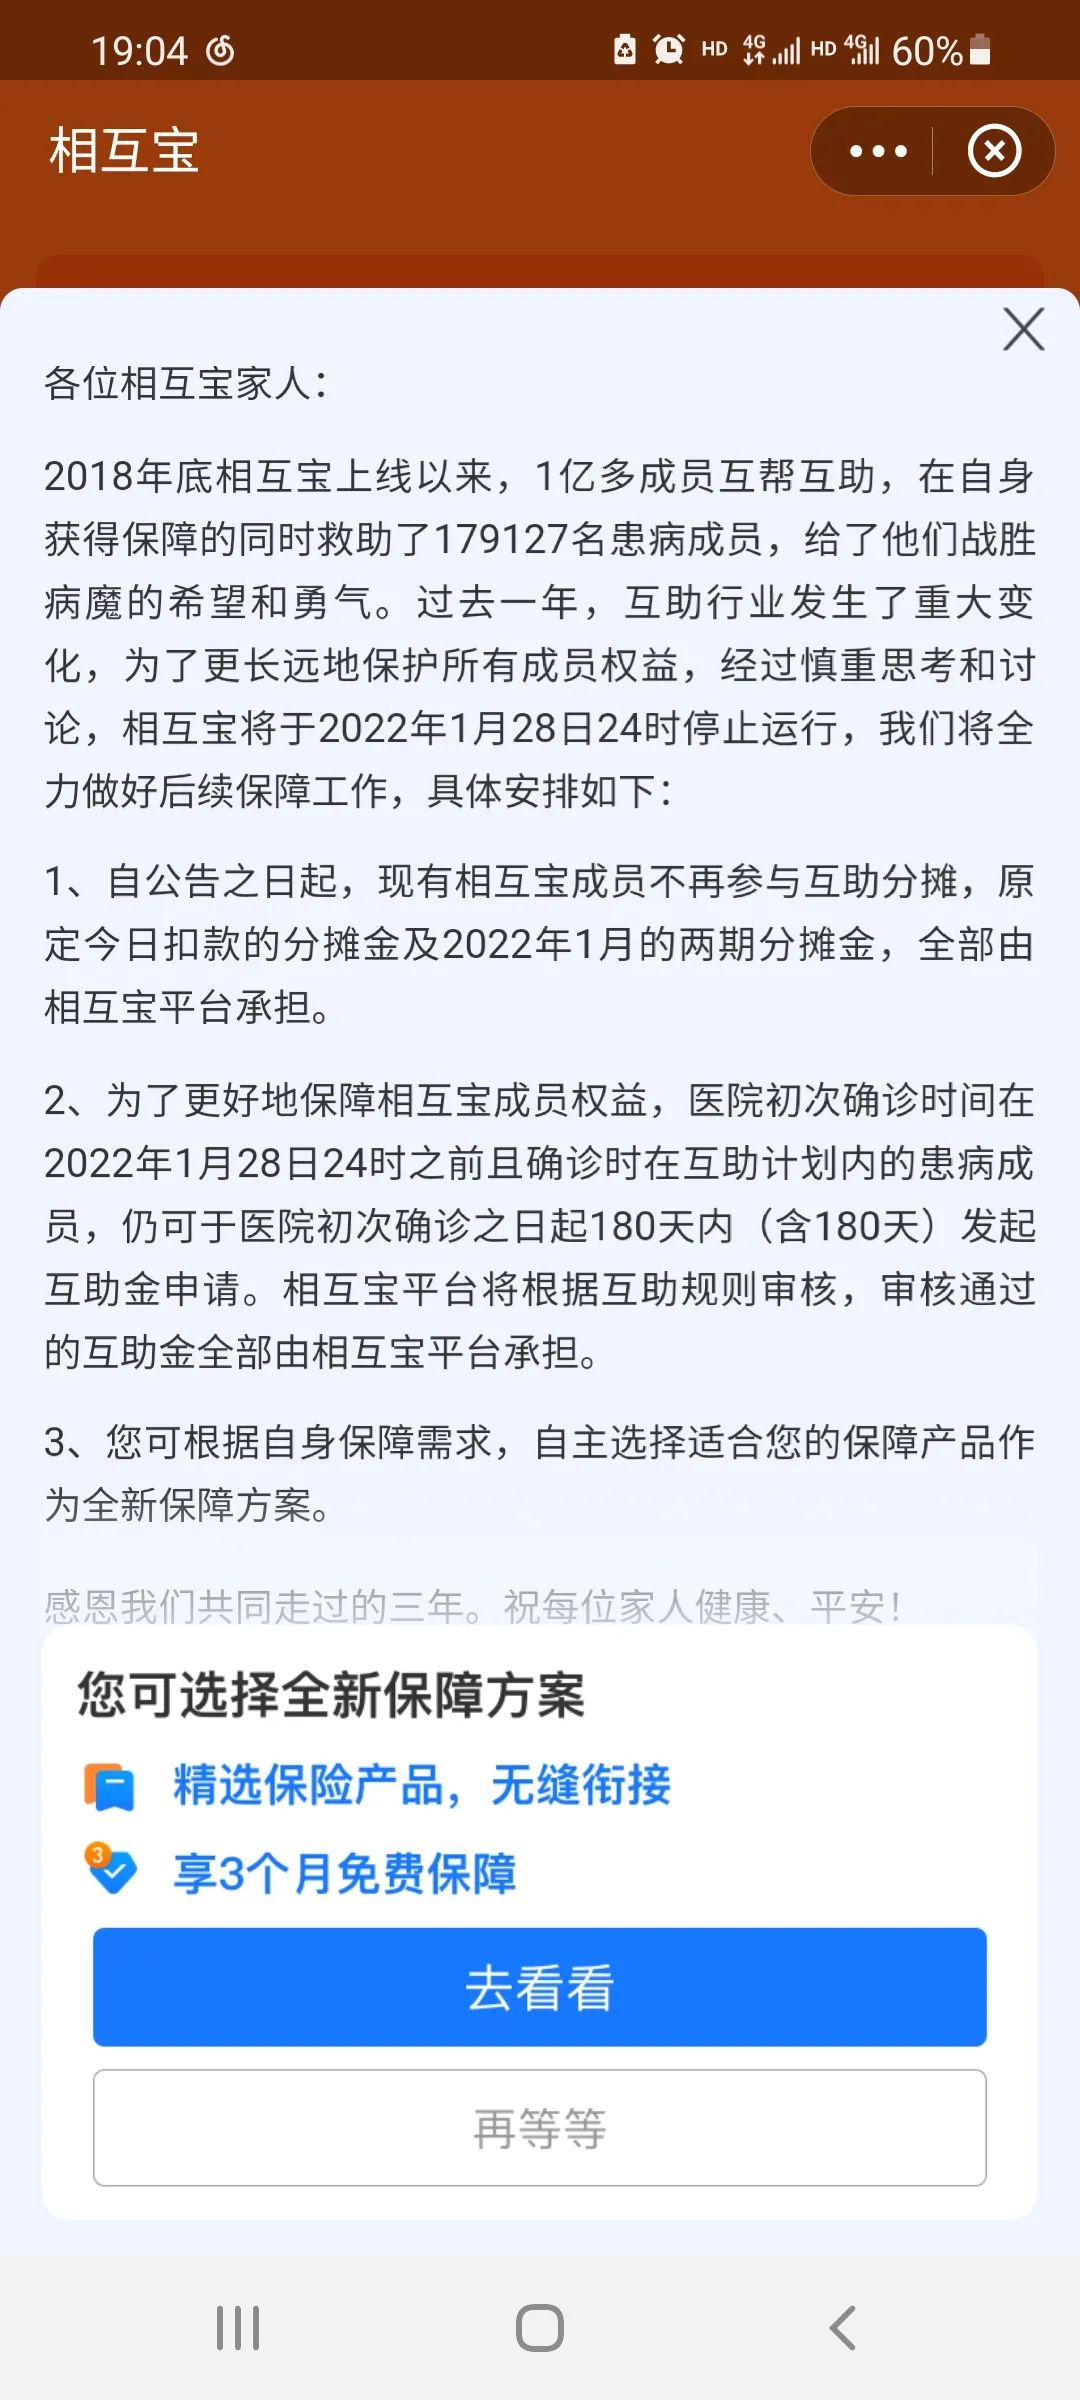 19:04
HD 4G HD 4G 60%
相互宝
各位相互宝家人：
2018年底相互宝上线以来，1亿多成员互帮互助，在自身
获得保障的同时救助了179127名患病成员，给了他们战胜
病魔的希望和勇气。过去一年，互助行业发生了重大变
化，为了更长远地保护所有成员权益，经过慎重思考和讨
论，相互宝将于2022年1月28日24时停止运行，我们将全
力做好后续保障工作，具体安排如下：
1、自公告之日起，现有相互宝成员不再参与互助分摊，原
定今日扣款的分摊金及2022年1月的两期分摊金，全部由
相互宝平台承担。
2、为了更好地保障相互宝成员权益，医院初次确诊时间在
2022年1月28日24时之前且确诊时在互助计划内的患病成
员，仍可于医院初次确诊之日起180天内（含180天）发起
互助金申请。相互宝平台将根据互助规则审核，审核通过
的互助金全部由相互宝平台承担。
3、您可根据自身保障需求，自主选择适合您的保障产品作
为全新保障方案。
感恩我们共同走过的三年。祝每位家人健康、平安！
您可选择全新保障方案
精选保险产品，无缝衔接
3
享3个月免费保障
去看看
再等等